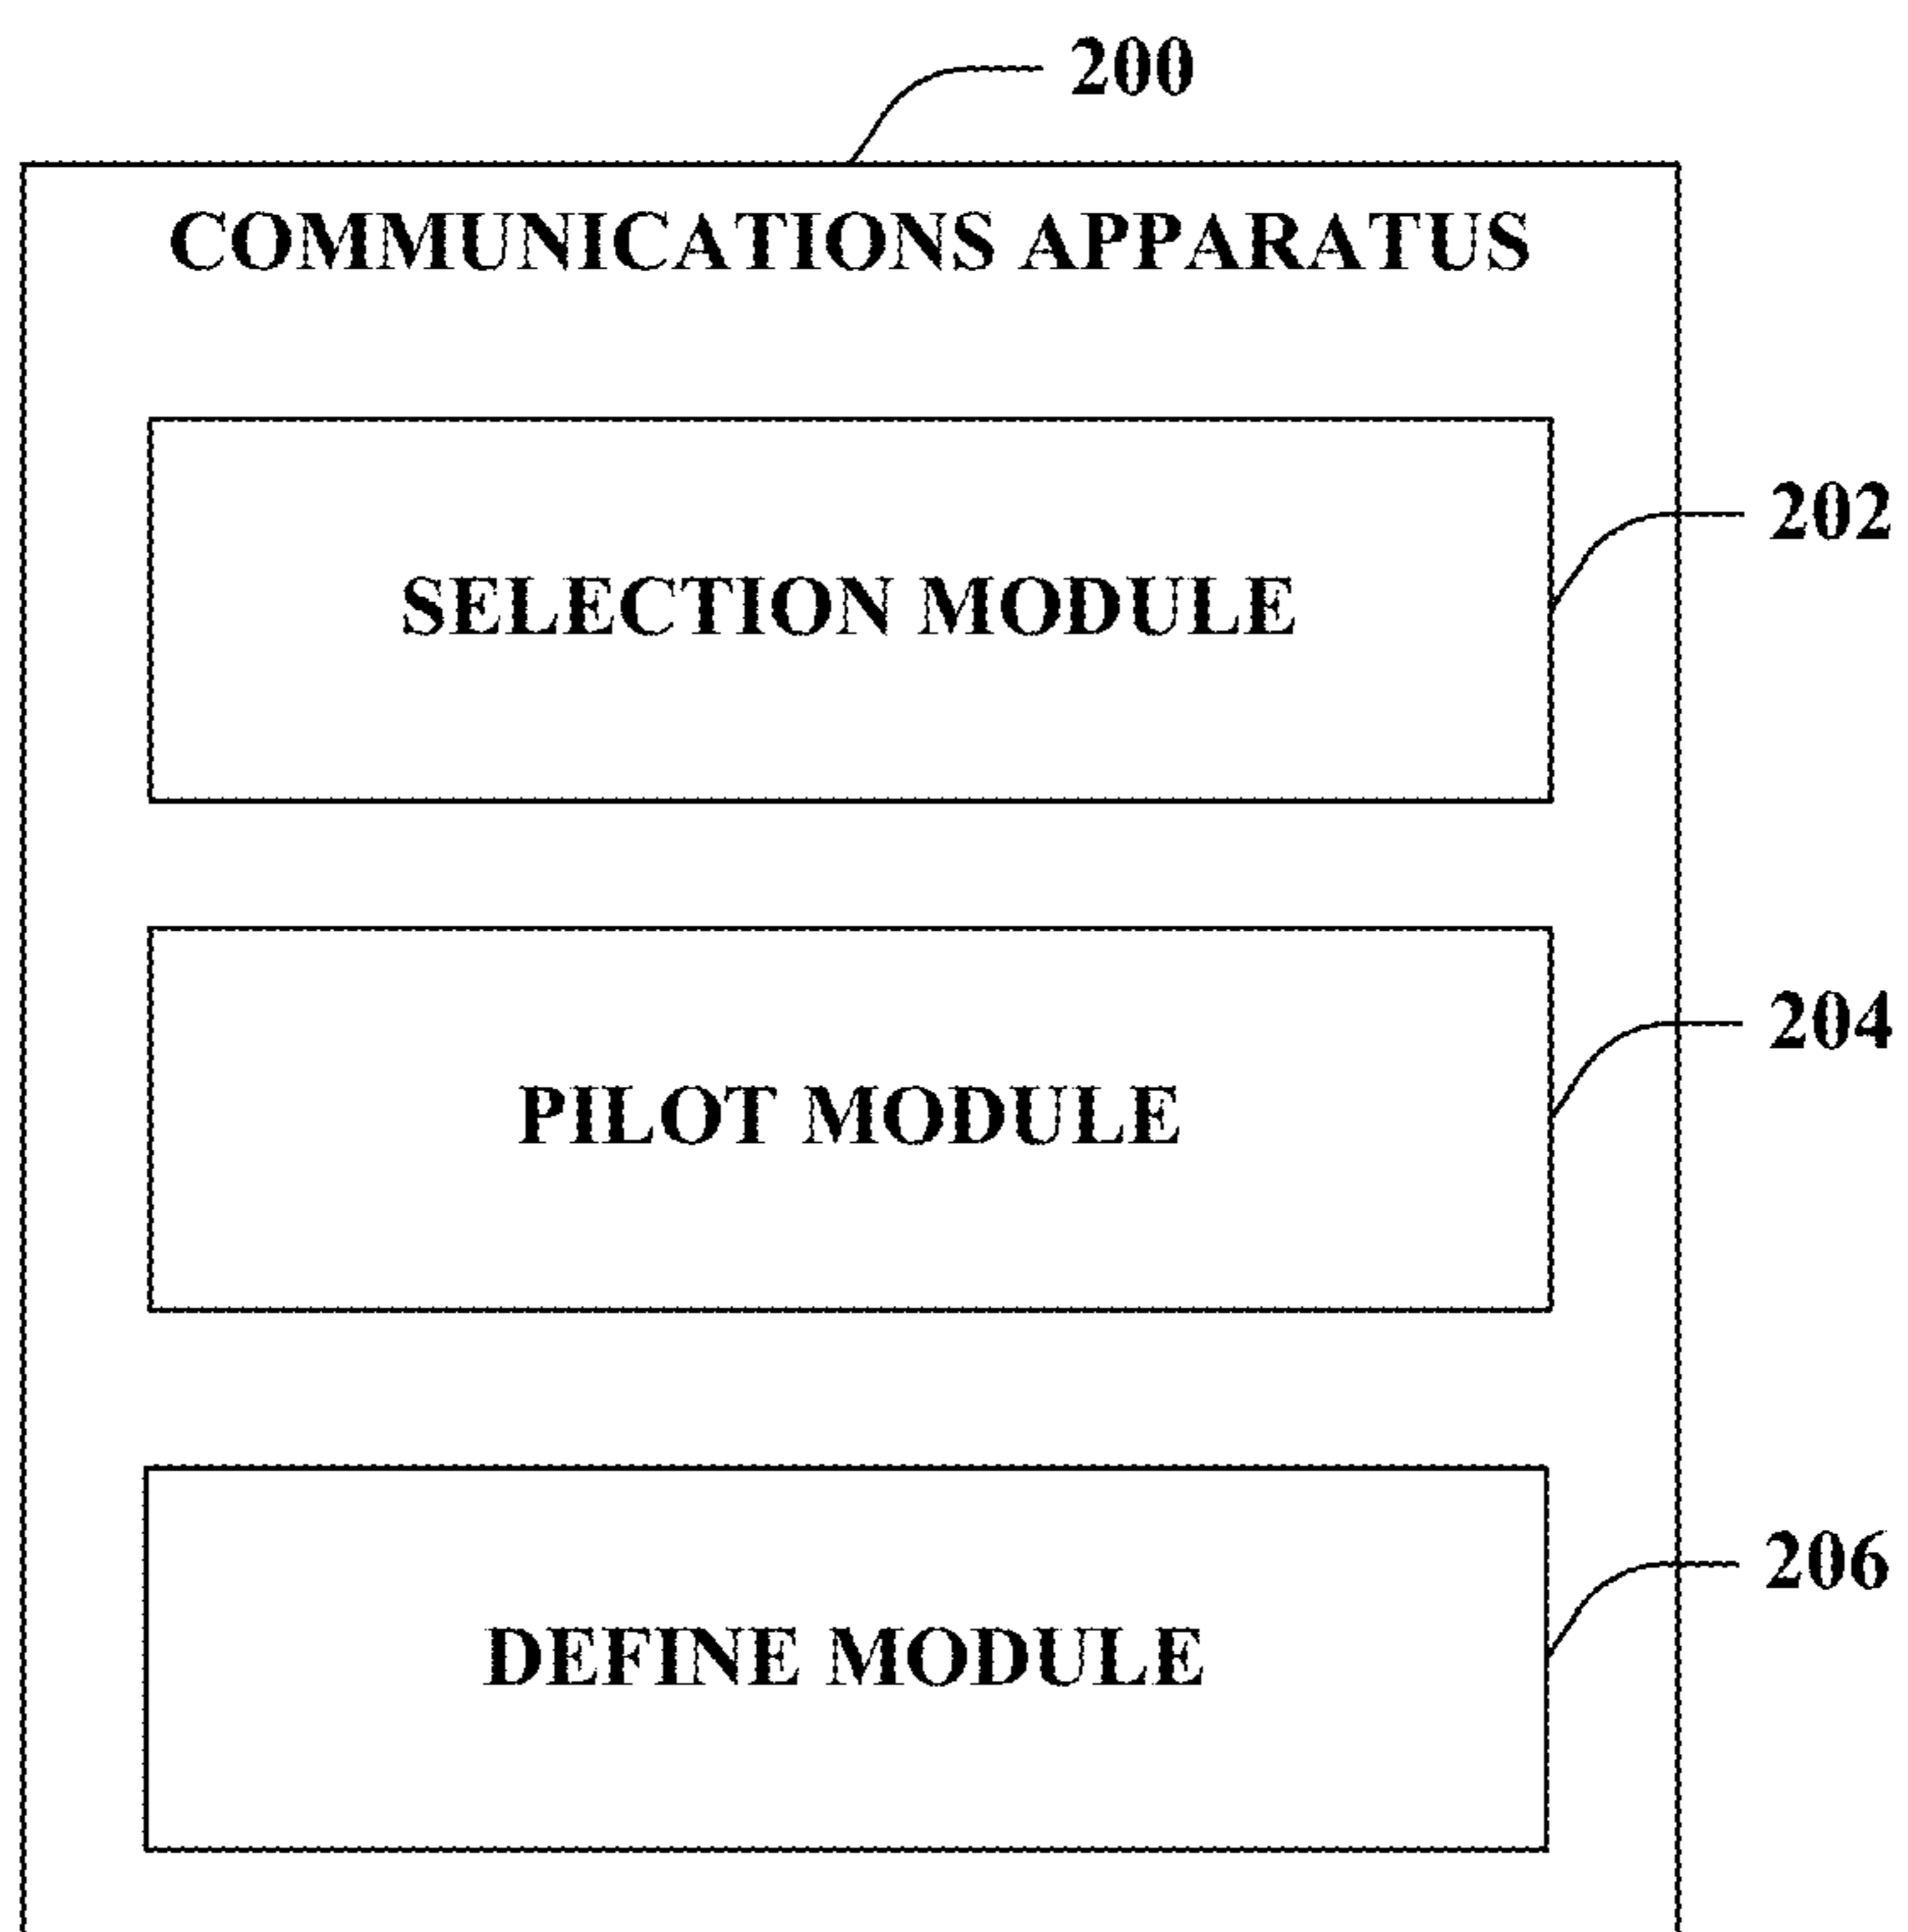 200
COMMUNICATIONS APPARATUS
202
SELECTION MODULE
204
PILOT MODULE
206
DEFINE MODULE